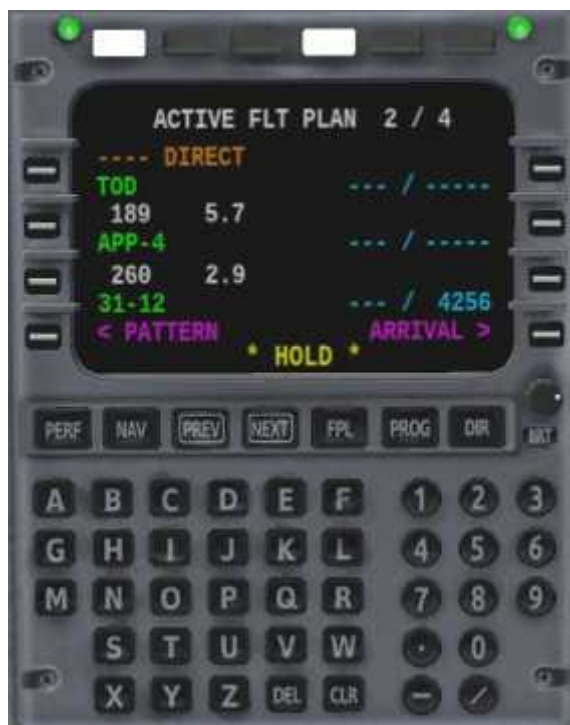 ACTIVE FLT PLAN 2 / 4
---- DIRECT
TOD --- / -----
189 5.7
APP-4 --- / -----
260 2.9
31-12 --- / 4256
< PATTERN ARRIVAL >
* HOLD *
PERF NAV PREV NEXT FPL PROG DIR BRT
A B C D E F 1 2 3
G H I J K L 4 5 6
M N O P Q R 7 8 9
S T U V W · 0
X Y Z DEL CLR - /